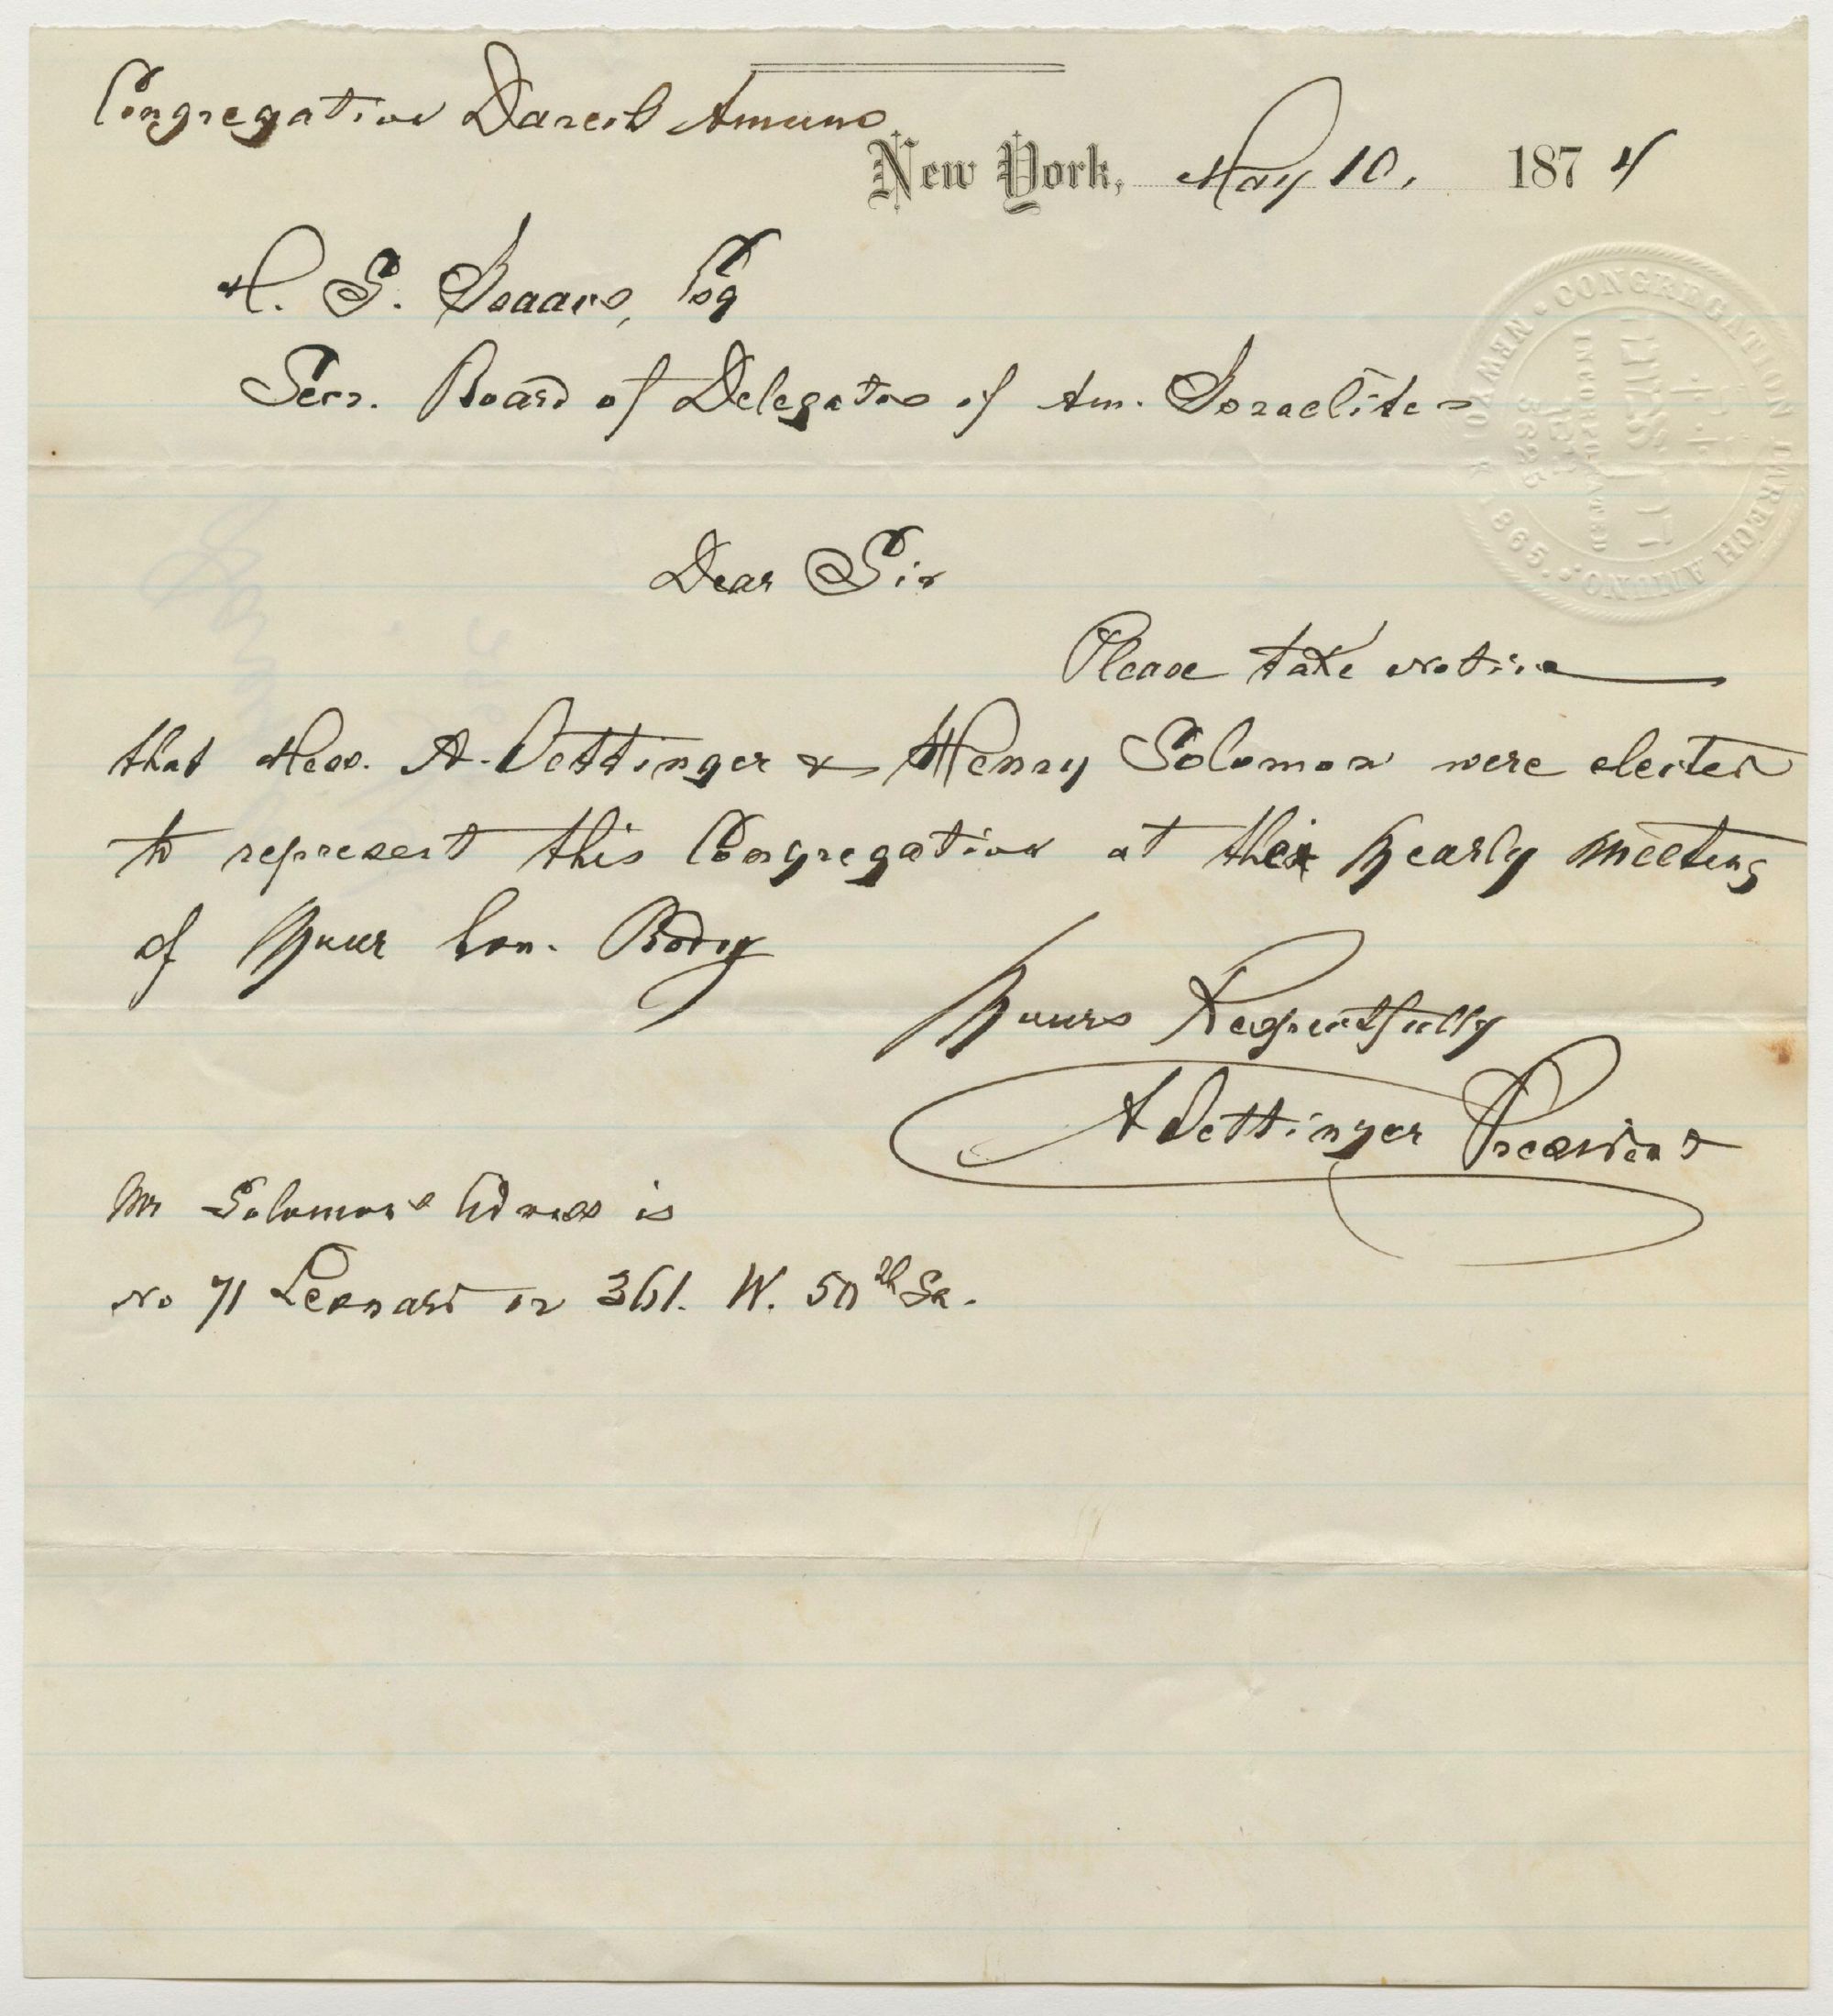 Congregation Darech Amuno
New York, May 10, 1874
M. S. Isaacs, Esq
Secr. Board of Delegates of Am. Israelites
CONGREGATION DARECH AMUNO NEW YORK 1865
INCORPORATED
5625
Dear Sir
Please take notice
that Mess. A. Oettinger & Henry Solomon were elected
to represent this Congregation at the yearly meeting
of your hon. Body
Yours Respectfully
A Oettinger President
Mr Solomons Adress is
No 71 Leonard or 361. W. 50th St.